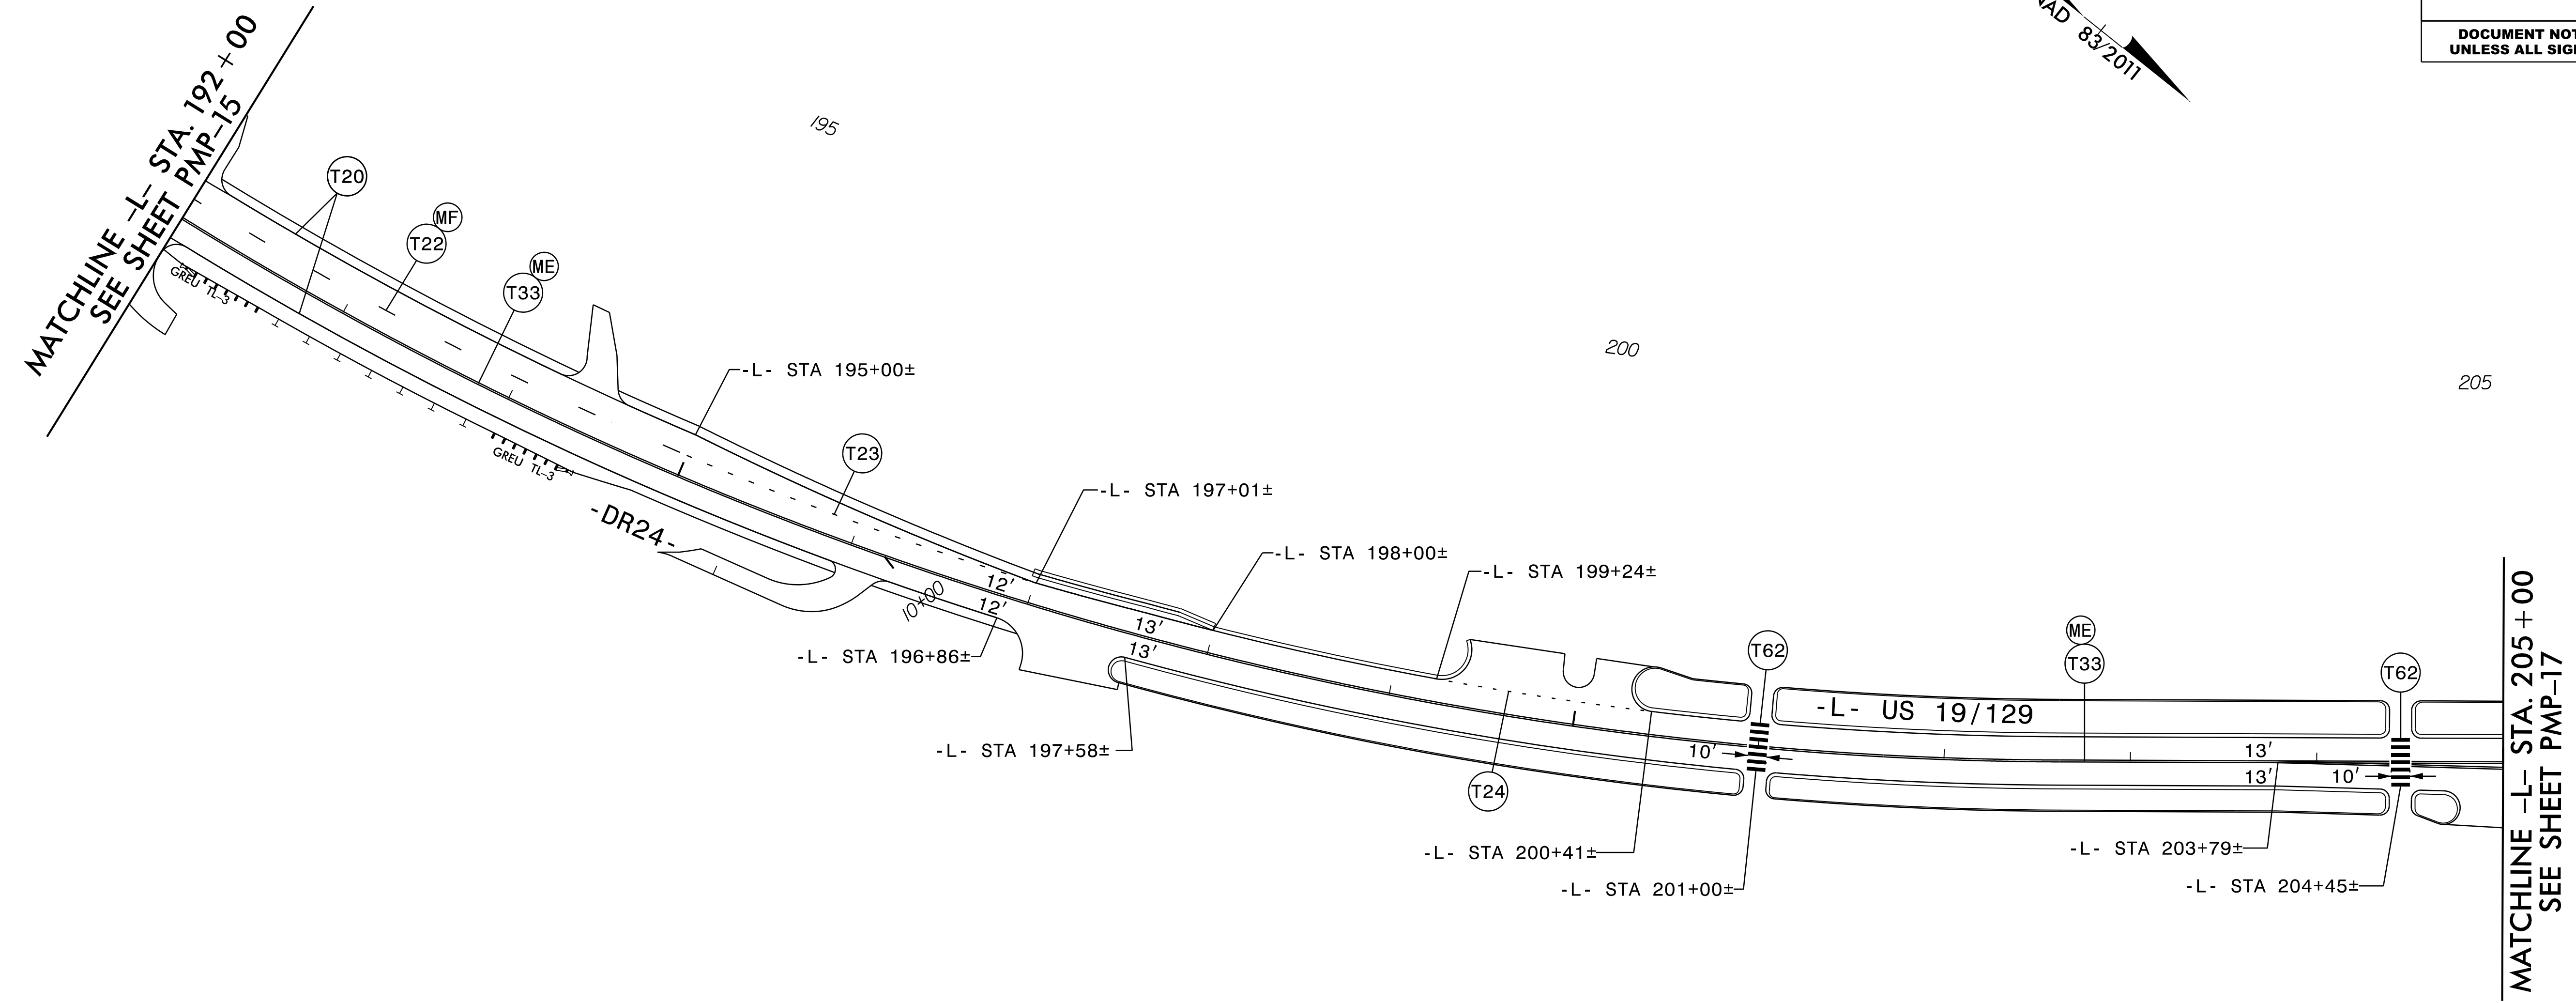 MATCHLINE -L- STA. 192+00
SEE SHEET PMP-15
NAD 83/2011
DOCUMENT NOT
UNLESS ALL SIG
195
200
205
T20
MF
T22
ME
T33
GREU TL-3
GREU TL-3
-L- STA 195+00±
T23
-DR24-
10+00
12'
12'
-L- STA 197+01±
-L- STA 196+86±
-L- STA 198+00±
13'
13'
-L- STA 197+58±
-L- STA 199+24±
T24
-L- STA 200+41±
T62
10'
-L- STA 201+00±
-L- US 19/129
ME
T33
13'
13'
-L- STA 203+79±
T62
10'
-L- STA 204+45±
MATCHLINE -L- STA. 205+00
SEE SHEET PMP-17